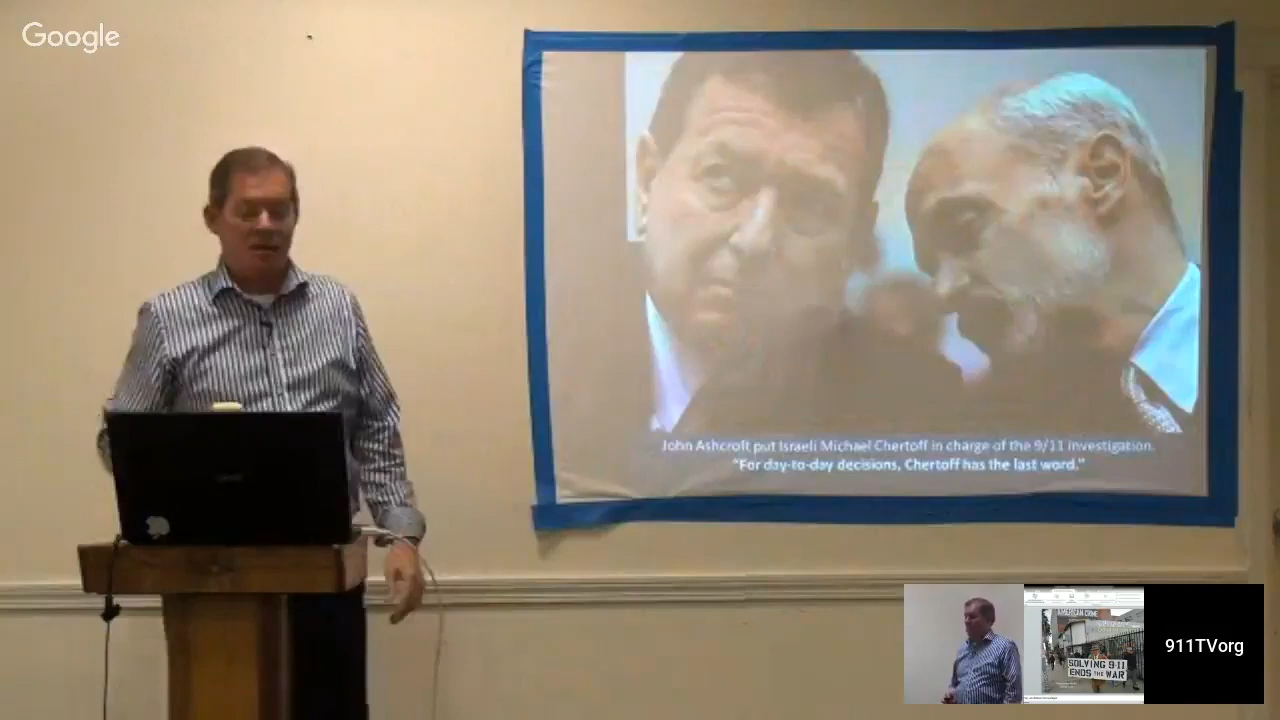 Google
John Ashcroft put Israeli Michael Chertoff in charge of the 9/11 investigation.
"For day-to-day decisions, Chertoff has the last word."
AMERICAN CRIME
SOLVING 9-11
ENDS THE WAR
911TVorg